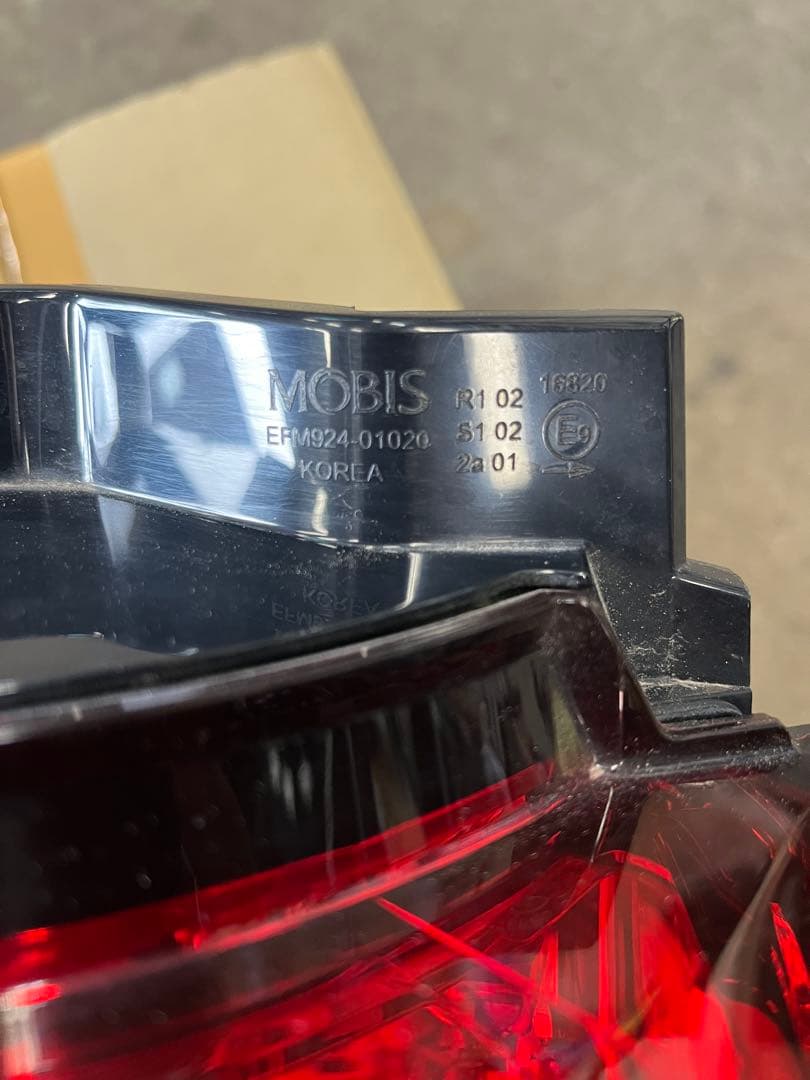 MOBIS
EFM924-01020
KOREA
R1 02
S1 02
2a 01
16820
E9